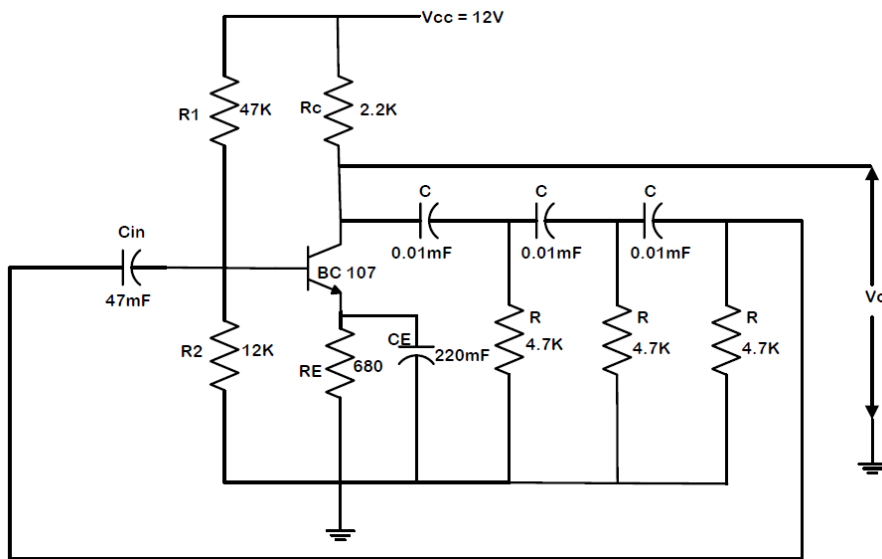 Vcc = 12V
R1
47K
Rc
2.2K
C
C
C
0.01mF
0.01mF
0.01mF
Cin
47mF
BC 107
R2
12K
RE
680
CE
220mF
R
4.7K
R
4.7K
R
4.7K